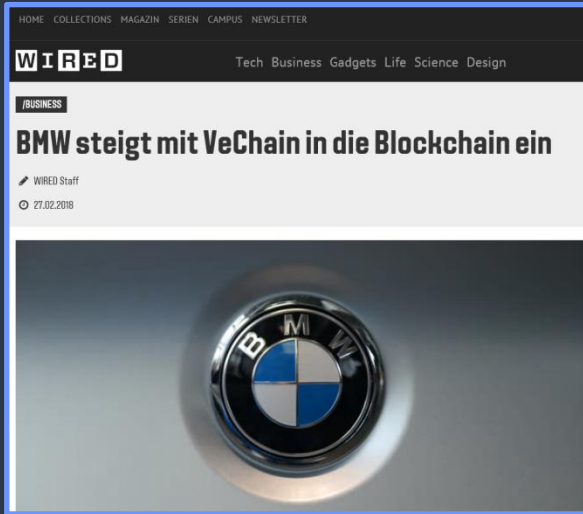 HOME COLLECTIONS MAGAZIN SERIEN CAMPUS NEWSLETTER
WIRED
Tech Business Gadgets Life Science Design
/BUSINESS
BMW steigt mit VeChain in die Blockchain ein
WIRED Staff
27.02.2018
BMW